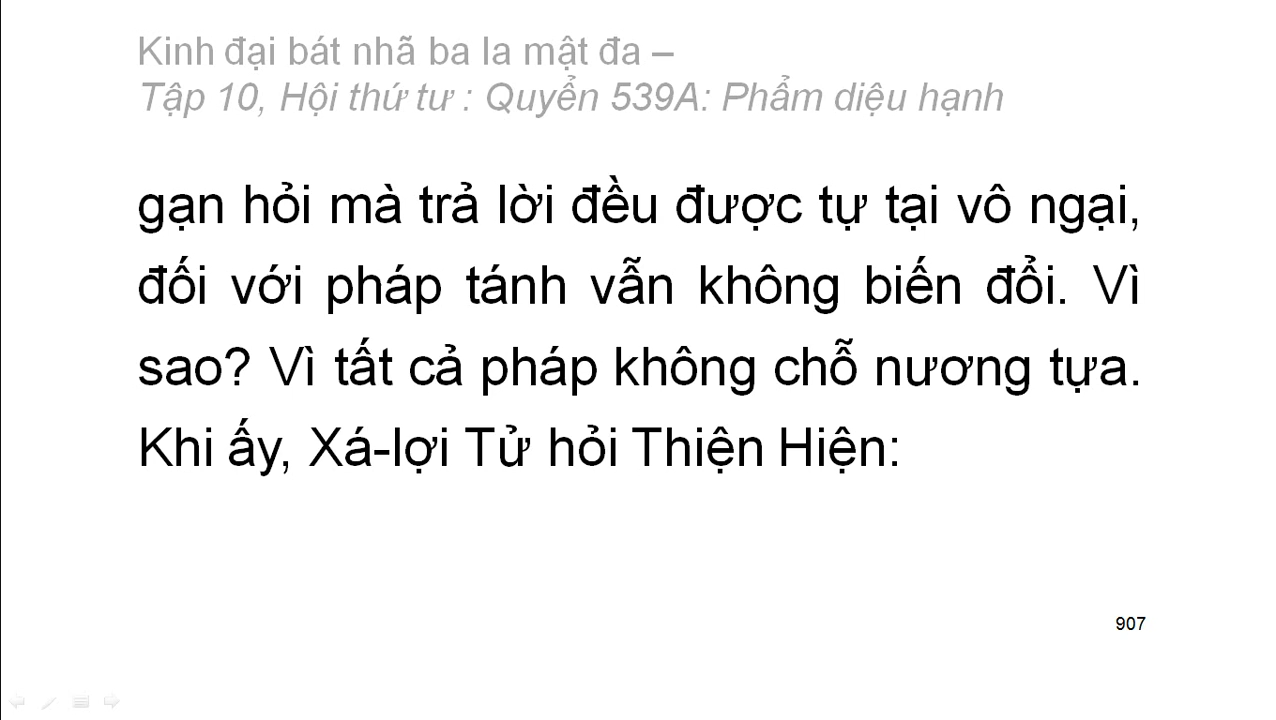 Kinh đại bát nhã ba la mật đa –
Tập 10, Hội thứ tư : Quyển 539A: Phẩm diệu hạnh
gạn hỏi mà trả lời đều được tự tại vô ngại,
đối với pháp tánh vẫn không biến đổi. Vì
sao? Vì tất cả pháp không chỗ nương tựa.
Khi ấy, Xá-lợi Tử hỏi Thiện Hiện:
907